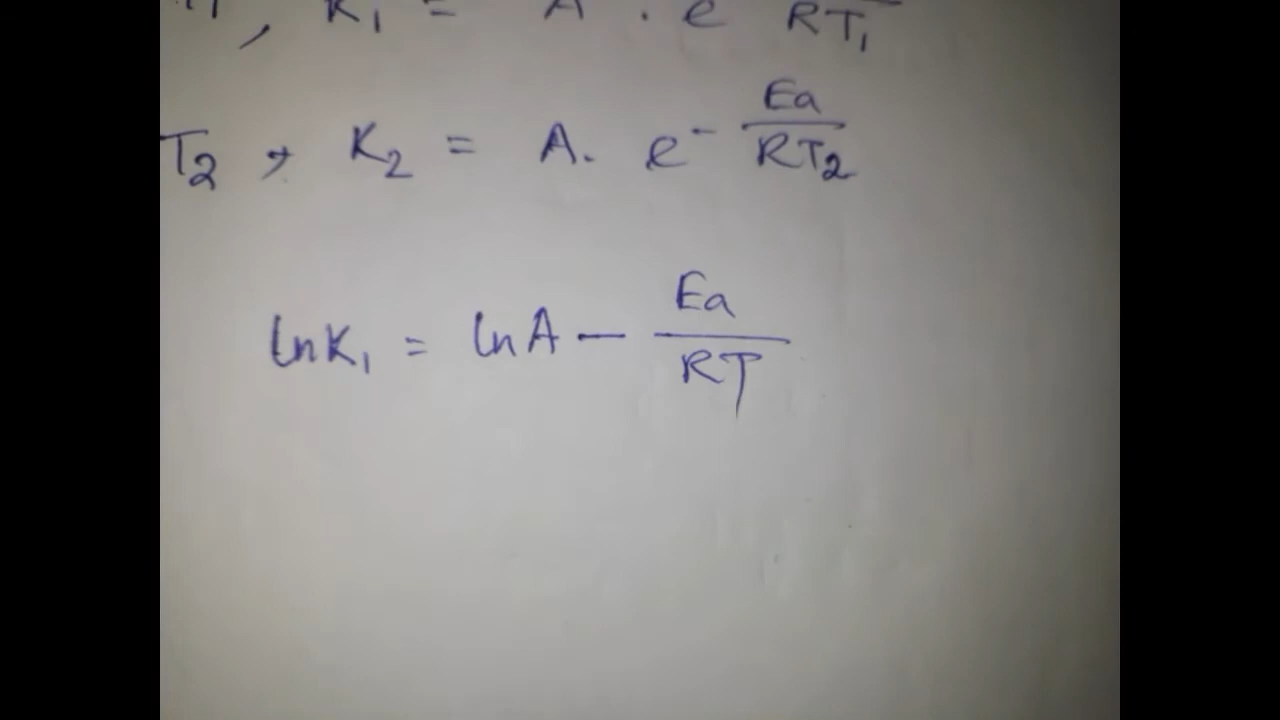 , K₁ = A . e RT₁
T₂, K₂ = A. e^- Ea/RT₂
lnK₁ = lnA - Ea/RT